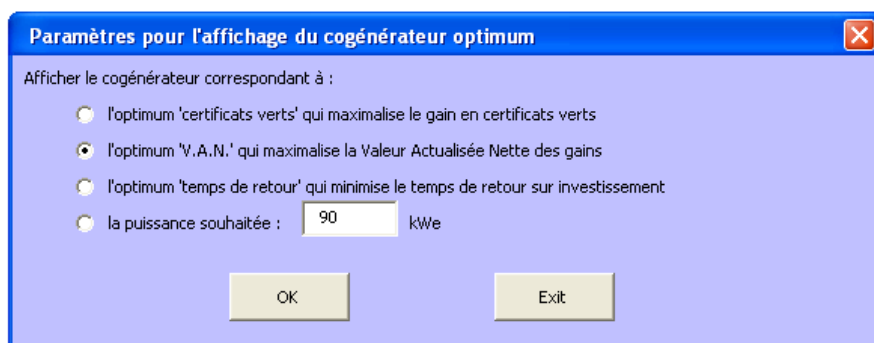 Paramètres pour l'affichage du cogénérateur optimum
Afficher le cogénérateur correspondant à :
l'optimum 'certificats verts' qui maximalise le gain en certificats verts
l'optimum 'V.A.N.' qui maximalise la Valeur Actualisée Nette des gains
l'optimum 'temps de retour' qui minimise le temps de retour sur investissement
la puissance souhaitée : 90 kWe
OK Exit